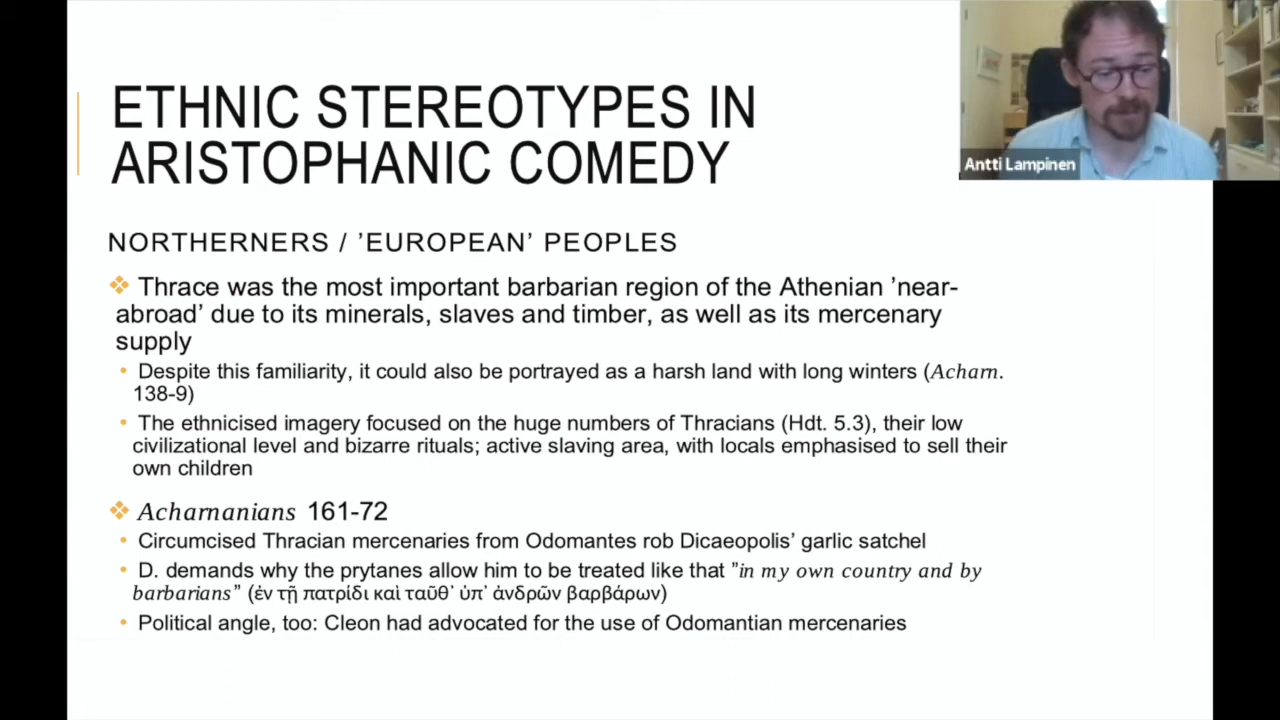 ETHNIC STEREOTYPES IN
ARISTOPHANIC COMEDY
Antti Lampinen
NORTHERNERS / ’EUROPEAN’ PEOPLES
❖ Thrace was the most important barbarian region of the Athenian ’near-
abroad’ due to its minerals, slaves and timber, as well as its mercenary
supply
• Despite this familiarity, it could also be portrayed as a harsh land with long winters (Acharn.
138-9)
• The ethnicised imagery focused on the huge numbers of Thracians (Hdt. 5.3), their low
civilizational level and bizarre rituals; active slaving area, with locals emphasised to sell their
own children
❖ Acharnanians 161-72
• Circumcised Thracian mercenaries from Odomantes rob Dicaeopolis’ garlic satchel
• D. demands why the prytanes allow him to be treated like that ”in my own country and by
barbarians” (ἐν τῇ πατρίδι καὶ ταῦθ᾽ ὑπ᾽ ἀνδρῶν βαρβάρων)
• Political angle, too: Cleon had advocated for the use of Odomantian mercenaries